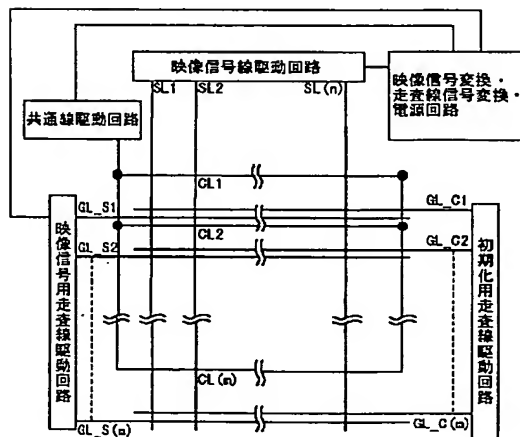 映像信号線駆動回路
SL1 SL2 SL(n)
映像信号変換・
走査線信号変換・
電源回路
共通線駆動回路
CL1
GL_S1 GL_C1
CL2
GL_S2 GL_C2
映像信号用走査線駆動回路
初期化用走査線駆動回路
CL(m)
GL_S(m) GL_C(m)